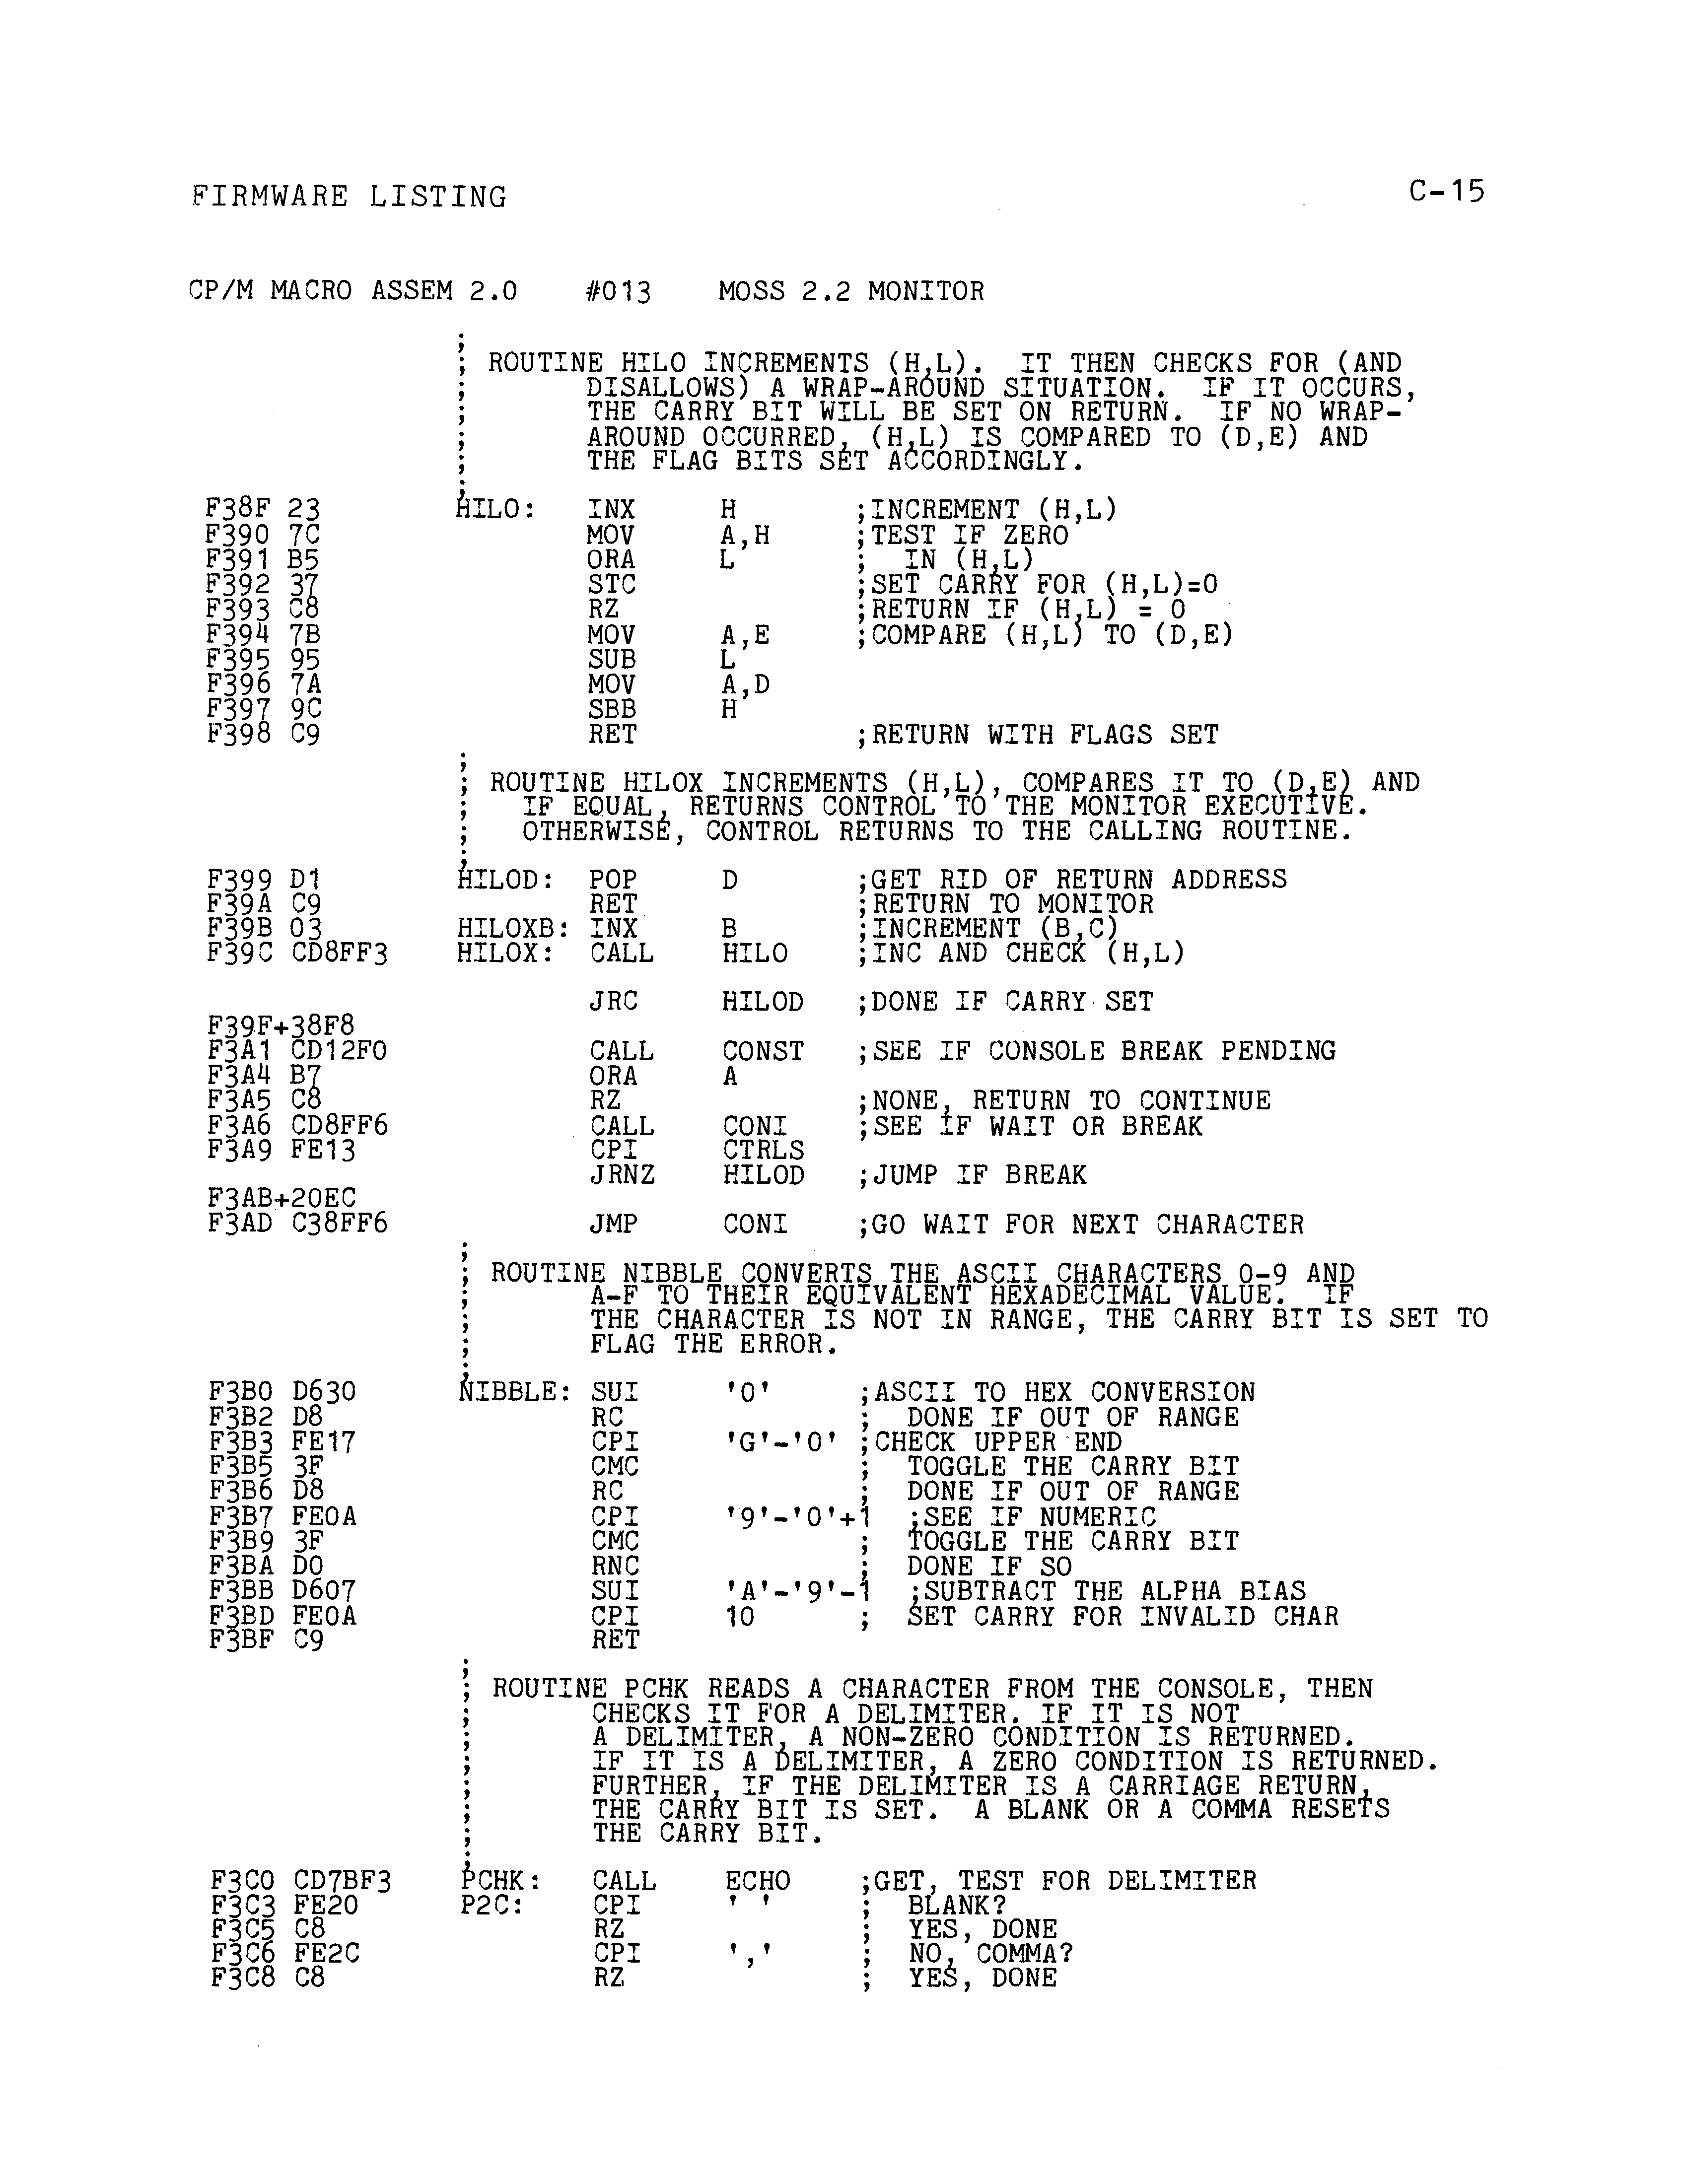 FIRMWARE LISTING C-15
CP/M MACRO ASSEM 2.0 #013 MOSS 2.2 MONITOR
;
; ROUTINE HILO INCREMENTS (H,L). IT THEN CHECKS FOR (AND
; DISALLOWS) A WRAP-AROUND SITUATION. IF IT OCCURS,
; THE CARRY BIT WILL BE SET ON RETURN. IF NO WRAP-
; AROUND OCCURRED, (H,L) IS COMPARED TO (D,E) AND
; THE FLAG BITS SET ACCORDINGLY.
;
F38F 23 HILO: INX H ;INCREMENT (H,L)
F390 7C MOV A,H ;TEST IF ZERO
F391 B5 ORA L ; IN (H,L)
F392 37 STC ;SET CARRY FOR (H,L)=0
F393 C8 RZ ;RETURN IF (H,L) = 0
F394 7B MOV A,E ;COMPARE (H,L) TO (D,E)
F395 95 SUB L
F396 7A MOV A,D
F397 9C SBB H
F398 C9 RET ;RETURN WITH FLAGS SET
;
; ROUTINE HILOX INCREMENTS (H,L), COMPARES IT TO (D,E) AND
; IF EQUAL, RETURNS CONTROL TO THE MONITOR EXECUTIVE.
; OTHERWISE, CONTROL RETURNS TO THE CALLING ROUTINE.
;
F399 D1 HILOD: POP D ;GET RID OF RETURN ADDRESS
F39A C9 RET ;RETURN TO MONITOR
F39B 03 HILOXB: INX B ;INCREMENT (B,C)
F39C CD8FF3 HILOX: CALL HILO ;INC AND CHECK (H,L)
JRC HILOD ;DONE IF CARRY SET
F39F+38F8
F3A1 CD12F0 CALL CONST ;SEE IF CONSOLE BREAK PENDING
F3A4 B7 ORA A
F3A5 C8 RZ ;NONE, RETURN TO CONTINUE
F3A6 CD8FF6 CALL CONI ;SEE IF WAIT OR BREAK
F3A9 FE13 CPI CTRLS
JRNZ HILOD ;JUMP IF BREAK
F3AB+20EC
F3AD C38FF6 JMP CONI ;GO WAIT FOR NEXT CHARACTER
;
; ROUTINE NIBBLE CONVERTS THE ASCII CHARACTERS 0-9 AND
; A-F TO THEIR EQUIVALENT HEXADECIMAL VALUE. IF
; THE CHARACTER IS NOT IN RANGE, THE CARRY BIT IS SET TO
; FLAG THE ERROR.
;
F3B0 D630 NIBBLE: SUI '0' ;ASCII TO HEX CONVERSION
F3B2 D8 RC ; DONE IF OUT OF RANGE
F3B3 FE17 CPI 'G'-'0' ;CHECK UPPER END
F3B5 3F CMC ; TOGGLE THE CARRY BIT
F3B6 D8 RC ; DONE IF OUT OF RANGE
F3B7 FE0A CPI '9'-'0'+1 ;SEE IF NUMERIC
F3B9 3F CMC ; TOGGLE THE CARRY BIT
F3BA D0 RNC ; DONE IF SO
F3BB D607 SUI 'A'-'9'-1 ;SUBTRACT THE ALPHA BIAS
F3BD FE0A CPI 10 ; SET CARRY FOR INVALID CHAR
F3BF C9 RET
;
; ROUTINE PCHK READS A CHARACTER FROM THE CONSOLE, THEN
; CHECKS IT FOR A DELIMITER. IF IT IS NOT
; A DELIMITER, A NON-ZERO CONDITION IS RETURNED.
; IF IT IS A DELIMITER, A ZERO CONDITION IS RETURNED.
; FURTHER, IF THE DELIMITER IS A CARRIAGE RETURN,
; THE CARRY BIT IS SET. A BLANK OR A COMMA RESETS
; THE CARRY BIT.
;
F3C0 CD7BF3 PCHK: CALL ECHO ;GET, TEST FOR DELIMITER
F3C3 FE20 P2C: CPI ' ' ; BLANK?
F3C5 C8 RZ ; YES, DONE
F3C6 FE2C CPI ',' ; NO, COMMA?
F3C8 C8 RZ ; YES, DONE